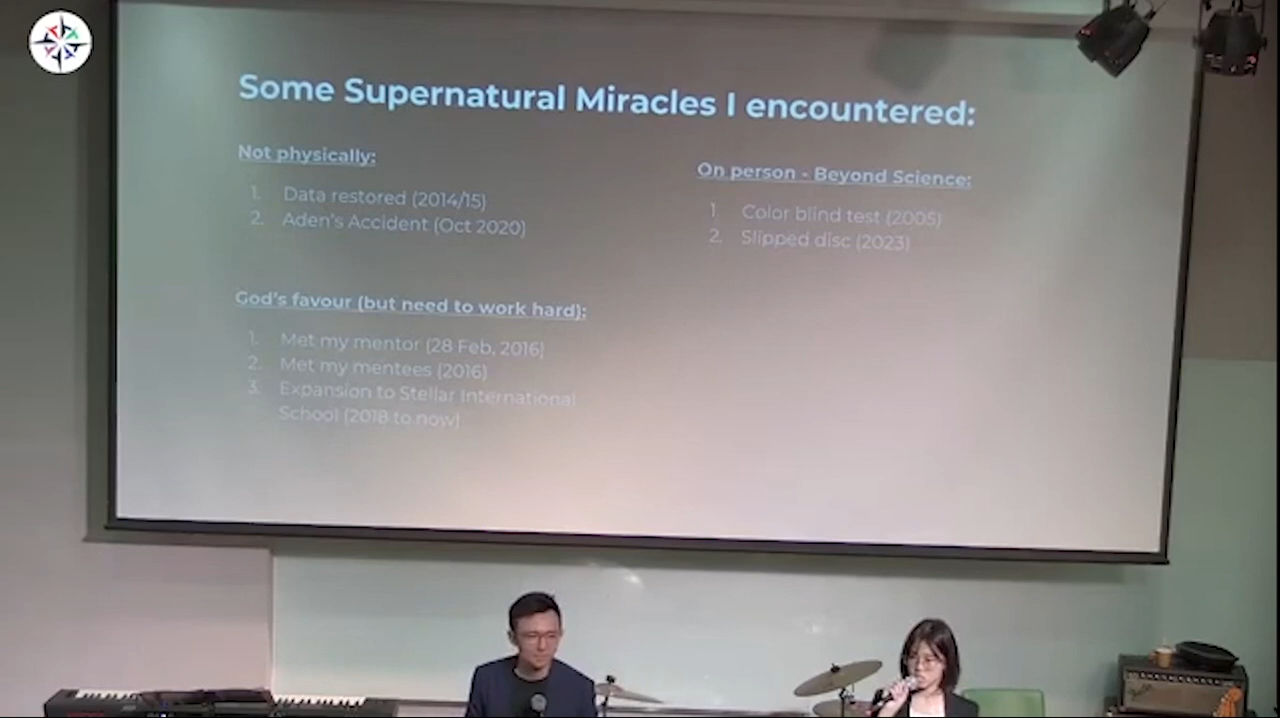 Some Supernatural Miracles I encountered:
Not physically:
1. Data restored (2014/15)
2. Aden's Accident (Oct 2020)
God's favour (but need to work hard):
1. Met my mentor (28 Feb, 2016)
2. Met my mentees (2016)
3. Expansion to Stellar International
School (2018 to now)
On person - Beyond Science:
1. Color blind test (2005)
2. Slipped disc (2023)